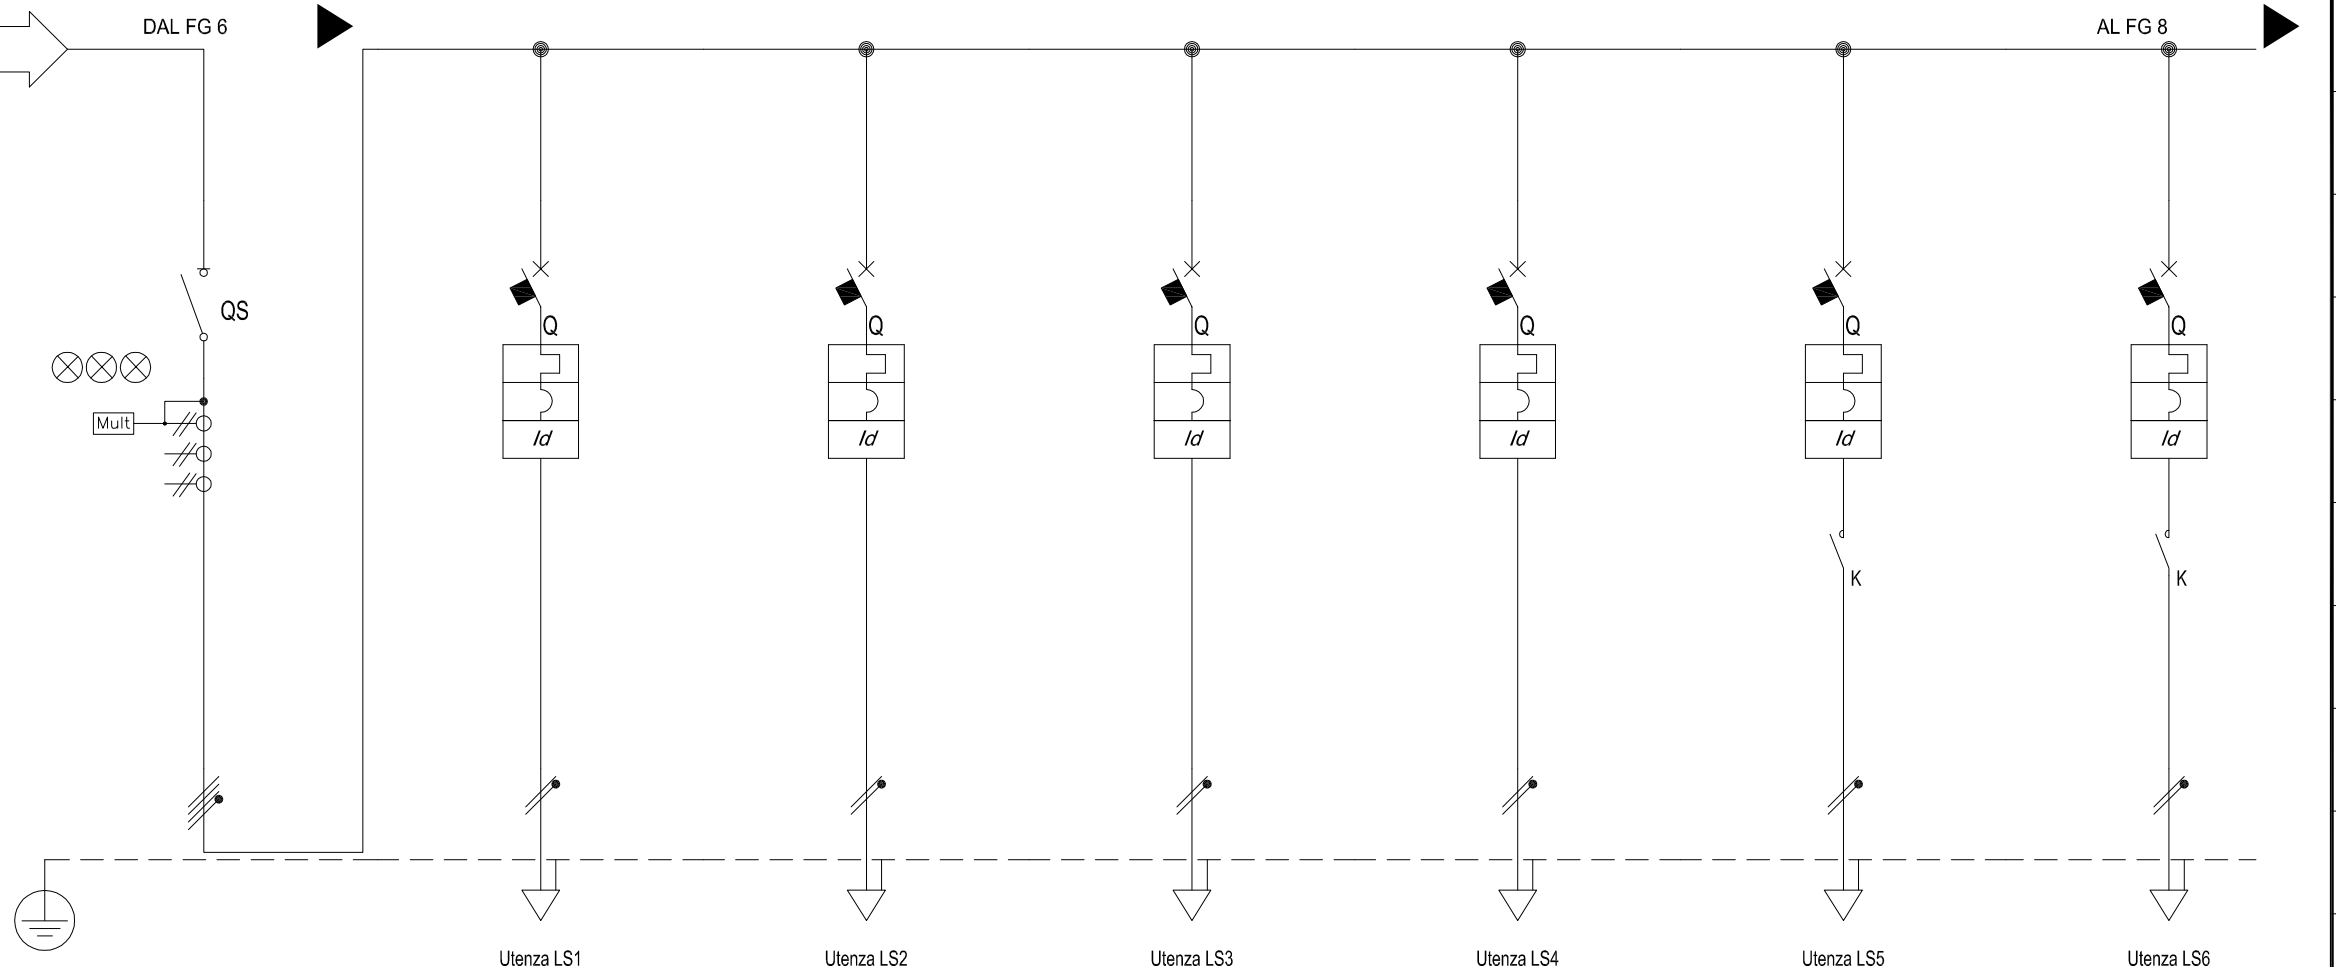 DAL FG 6
AL FG 8
QS
Q
Q
Q
Q
Q
Q
Mult
Id
Id
Id
Id
Id
Id
K
K
Utenza LS1
Utenza LS2
Utenza LS3
Utenza LS4
Utenza LS5
Utenza LS6